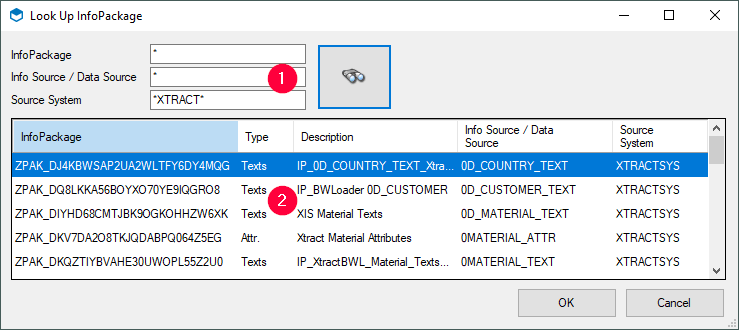 Look Up InfoPackage
InfoPackage *
Info Source / Data Source * 1
Source System *XTRACT*
InfoPackage Type Description Info Source / Data Source Source System
ZPAK_DJ4KBWSAP2UA2WLTFY6DY4MQG Texts IP_0D_COUNTRY_TEXT_Xtra... 0D_COUNTRY_TEXT XTRACTSYS
ZPAK_DQ8LKKA56BOYXO70YE9IQGRO8 Texts IP_BWLoader 0D_CUSTOMER 0D_CUSTOMER_TEXT XTRACTSYS
2
ZPAK_DIYHD68CMTJBK9OGKOHHZW6XK Texts XIS Material Texts 0D_MATERIAL_TEXT XTRACTSYS
ZPAK_DKV7DA2O8TKJQDABPQ064Z5EG Attr. Xtract Material Attributes 0MATERIAL_ATTR XTRACTSYS
ZPAK_DKQZTIYBVAHE30UWOPL55Z2U0 Texts IP_XtractBWL_Material_Texts... 0MATERIAL_TEXT XTRACTSYS
OK Cancel